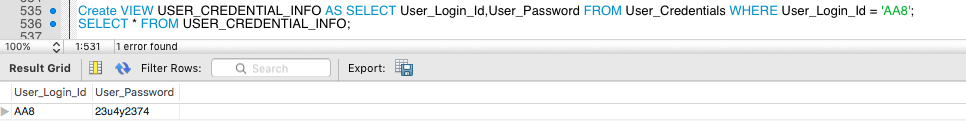 535 Create VIEW USER_CREDENTIAL_INFO AS SELECT User_Login_Id,User_Password FROM User_Credentials WHERE User_Login_Id = 'AA8';
536 SELECT * FROM USER_CREDENTIAL_INFO;
537
100% 1:531 1 error found
Result Grid Filter Rows: Search Export:
User_Login_Id User_Password
AA8 23u4y2374